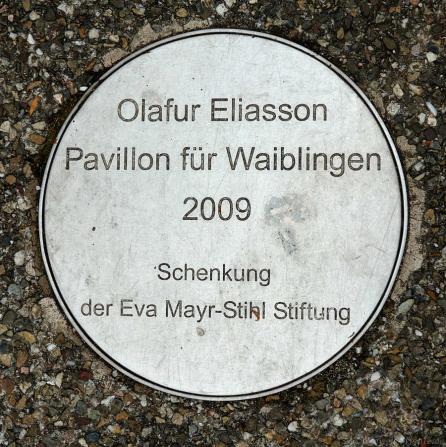 Olafur Eliasson
Pavillon für Waiblingen
2009
Schenkung
der Eva Mayr-Stihl Stiftung